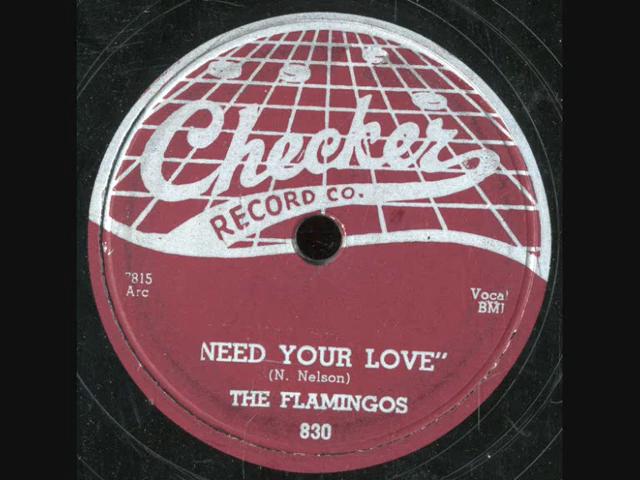 Checker
RECORD CO.
7815
Arc
Vocal
BMI
NEED YOUR LOVE"
(N. Nelson)
THE FLAMINGOS
830